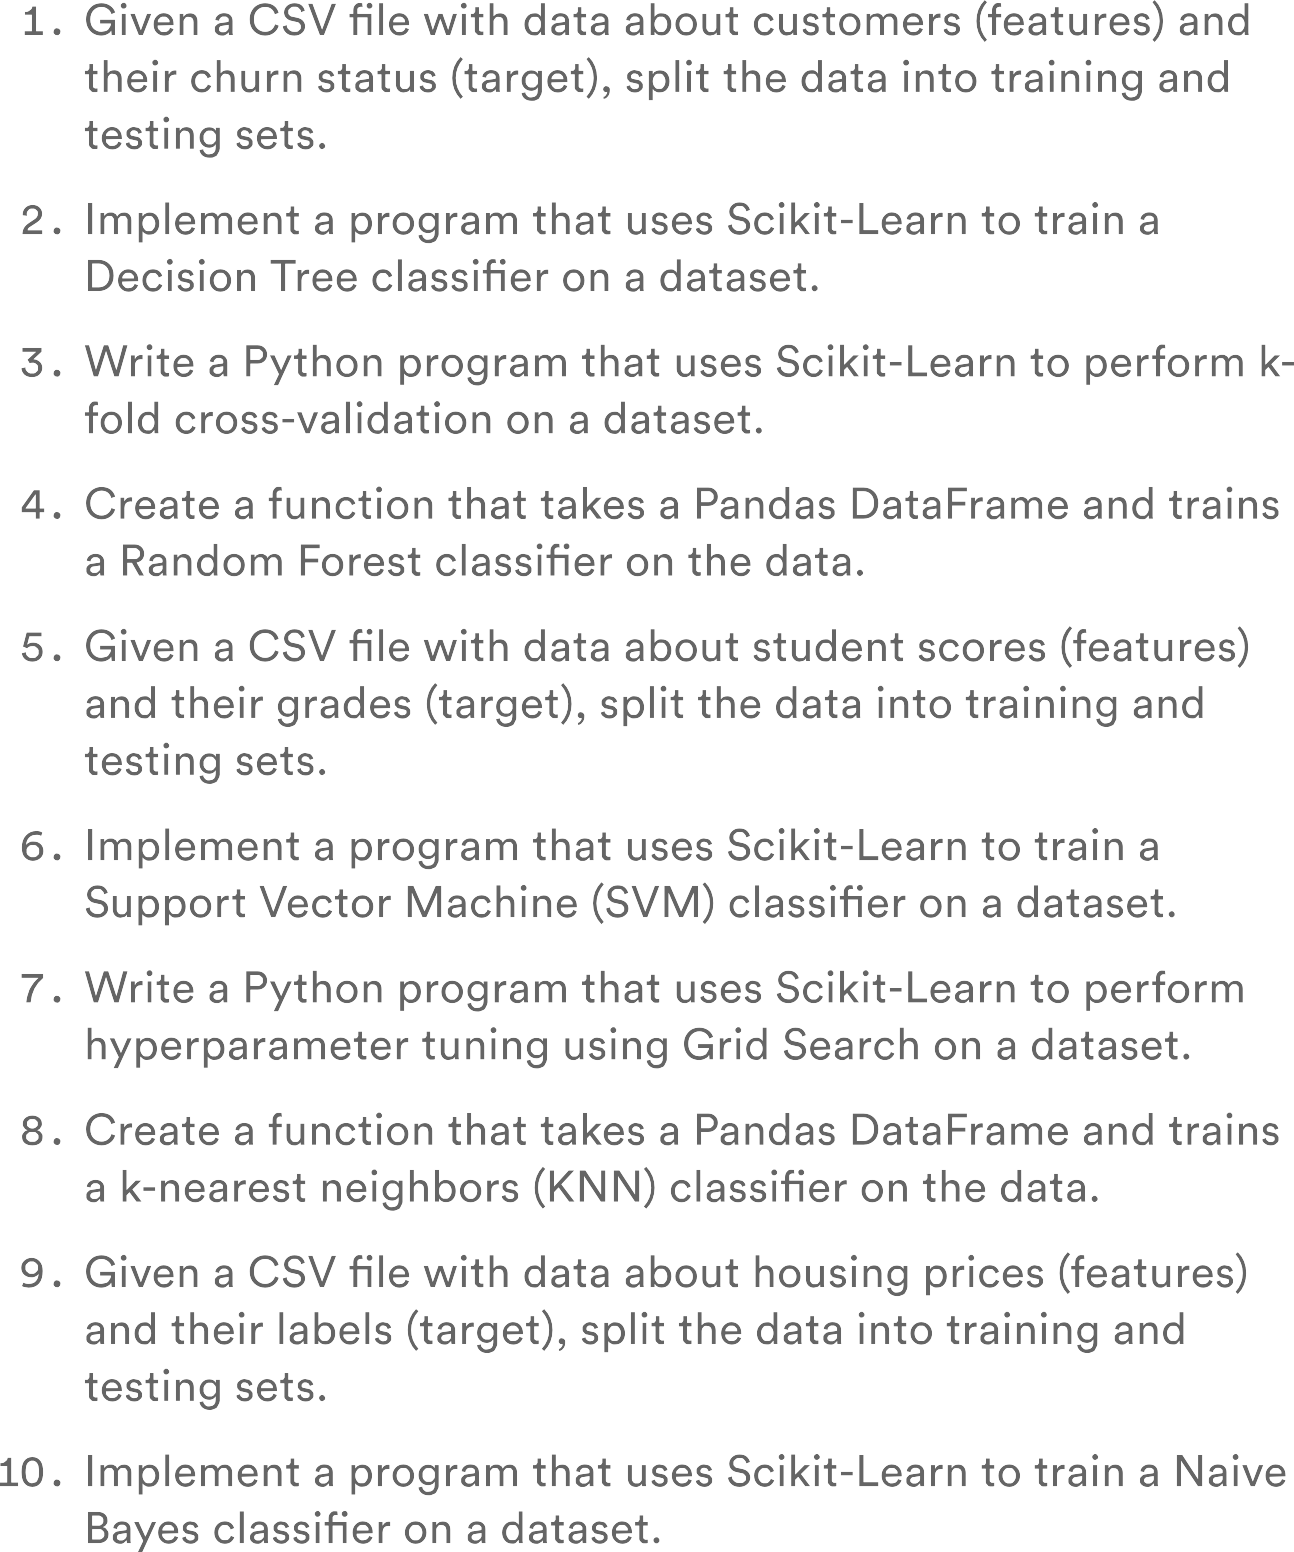 1. Given a CSV file with data about customers (features) and
their churn status (target), split the data into training and
testing sets.
2. Implement a program that uses Scikit-Learn to train a
Decision Tree classifier on a dataset.
3. Write a Python program that uses Scikit-Learn to perform k-
fold cross-validation on a dataset.
4. Create a function that takes a Pandas DataFrame and trains
a Random Forest classifier on the data.
5. Given a CSV file with data about student scores (features)
and their grades (target), split the data into training and
testing sets.
6. Implement a program that uses Scikit-Learn to train a
Support Vector Machine (SVM) classifier on a dataset.
7. Write a Python program that uses Scikit-Learn to perform
hyperparameter tuning using Grid Search on a dataset.
8. Create a function that takes a Pandas DataFrame and trains
a k-nearest neighbors (KNN) classifier on the data.
9. Given a CSV file with data about housing prices (features)
and their labels (target), split the data into training and
testing sets.
10. Implement a program that uses Scikit-Learn to train a Naive
Bayes classifier on a dataset.